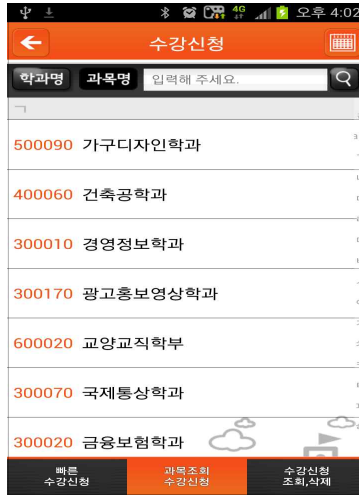 4G 오후 4:02
수강신청
학과명 과목명 입력해 주세요.
ㄱ
500090 가구디자인학과
400060 건축공학과
300010 경영정보학과
300170 광고홍보영상학과
600020 교양교직학부
300070 국제통상학과
300020 금융보험학과
빠른 수강신청
과목조회 수강신청
수강신청 조회,삭제